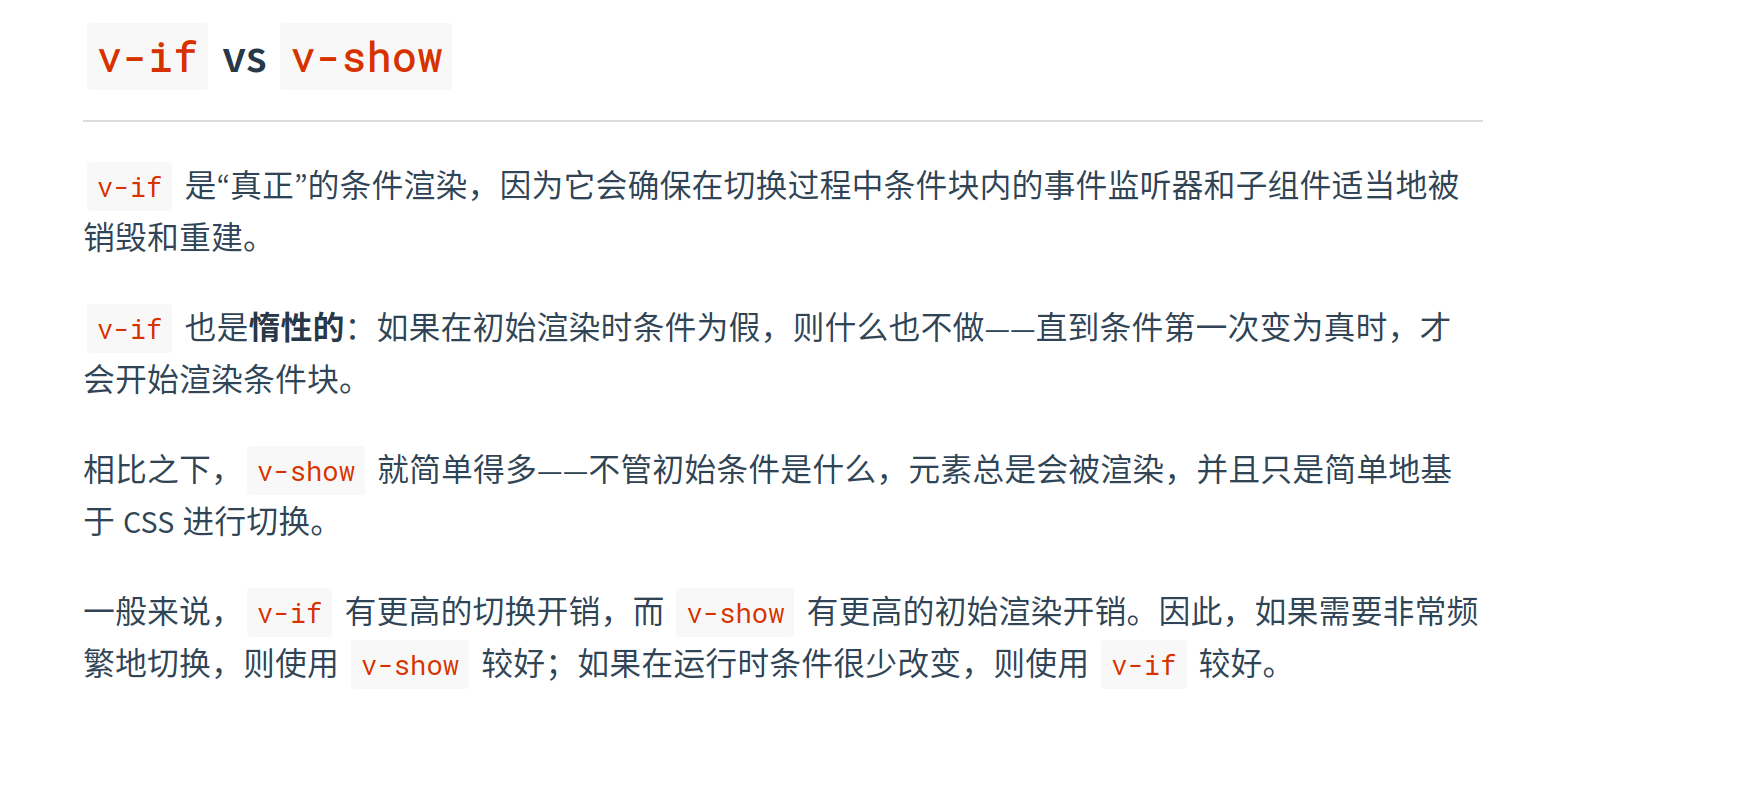 v-if vs v-show
v-if 是“真正”的条件渲染，因为它会确保在切换过程中条件块内的事件监听器和子组件适当地被
销毁和重建。
v-if 也是惰性的：如果在初始渲染时条件为假，则什么也不做——直到条件第一次变为真时，才
会开始渲染条件块。
相比之下，v-show 就简单得多——不管初始条件是什么，元素总是会被渲染，并且只是简单地基
于 CSS 进行切换。
一般来说，v-if 有更高的切换开销，而 v-show 有更高的初始渲染开销。因此，如果需要非常频
繁地切换，则使用 v-show 较好；如果在运行时条件很少改变，则使用 v-if 较好。